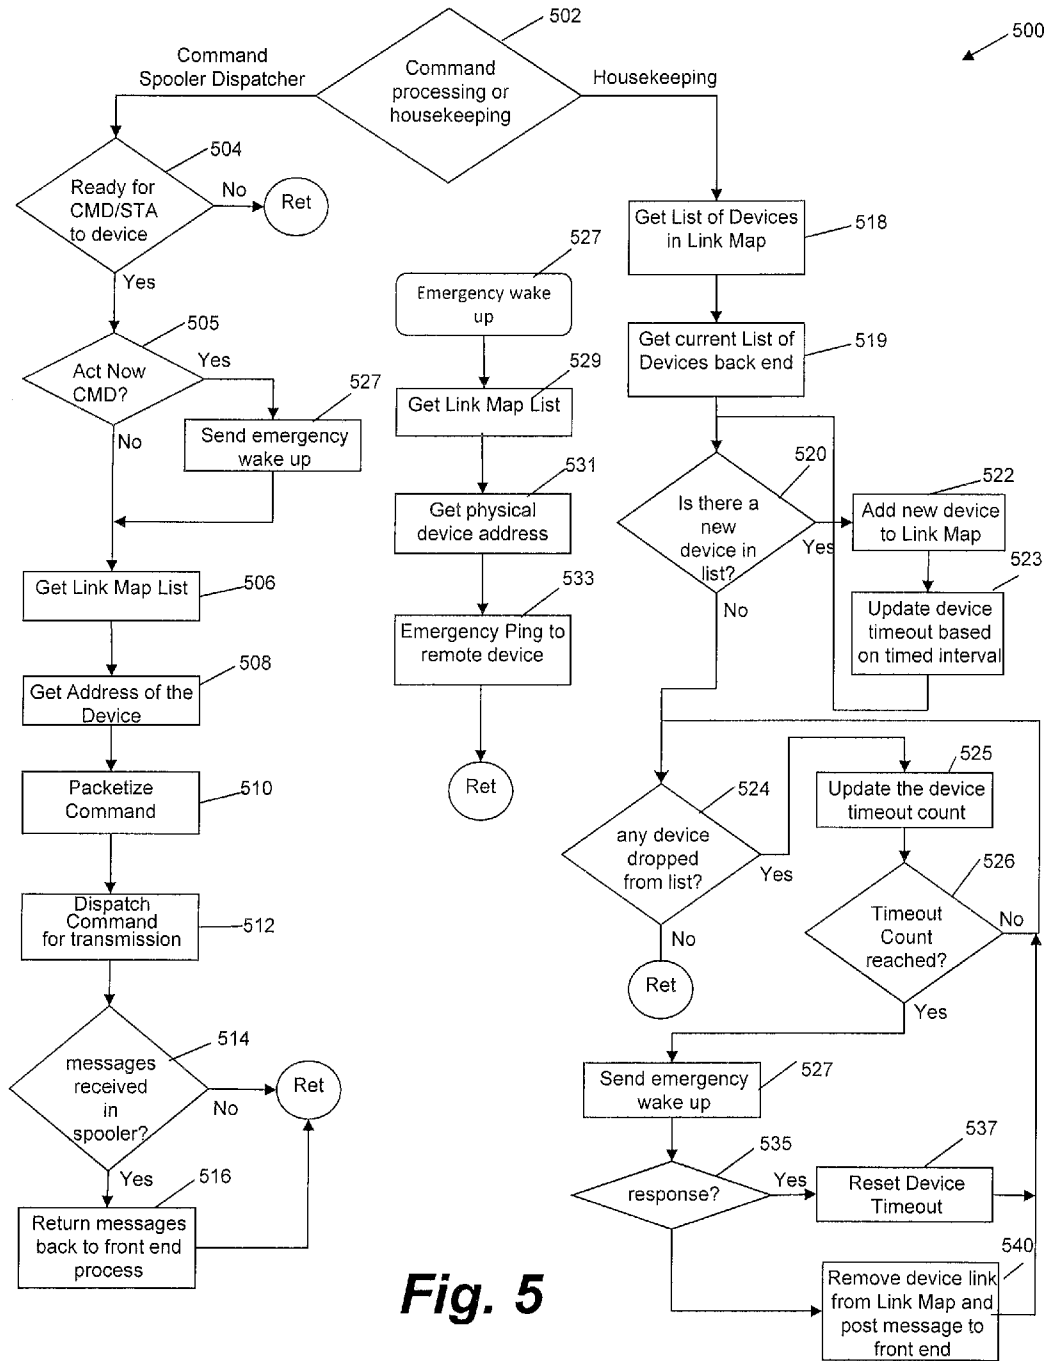 500
502
Command
Spooler Dispatcher
Command
processing or
housekeeping
Housekeeping
504
Ready for
CMD/STA
to device
No
Ret
Yes
505
Act Now
CMD?
Yes
No
527
Send emergency
wake up
Get Link Map List
506
508
Get Address of the
Device
Packetize
Command
510
Dispatch
Command
for transmission
512
514
messages
received
in
spooler?
No
Ret
Yes
516
Return messages
back to front end
process
527
Emergency wake
up
529
Get Link Map List
531
Get physical
device address
533
Emergency Ping to
remote device
Ret
Get List of Devices
in Link Map
518
Get current List of
Devices back end
519
520
Is there a
new
device in
list?
Yes
No
522
Add new device
to Link Map
523
Update device
timeout based
on timed interval
524
any device
dropped
from list?
Yes
No
Ret
525
Update the device
timeout count
526
Timeout
Count
reached?
No
Yes
Send emergency
wake up
527
535
response?
Yes
537
Reset Device
Timeout
540
Remove device link
from Link Map and
post message to
front end
Fig. 5